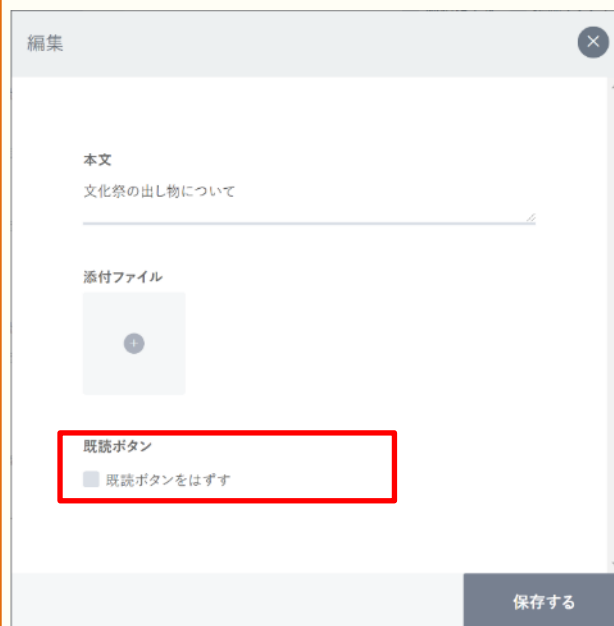 編集
本文
文化祭の出し物について
添付ファイル
既読ボタン
既読ボタンをはずす
保存する